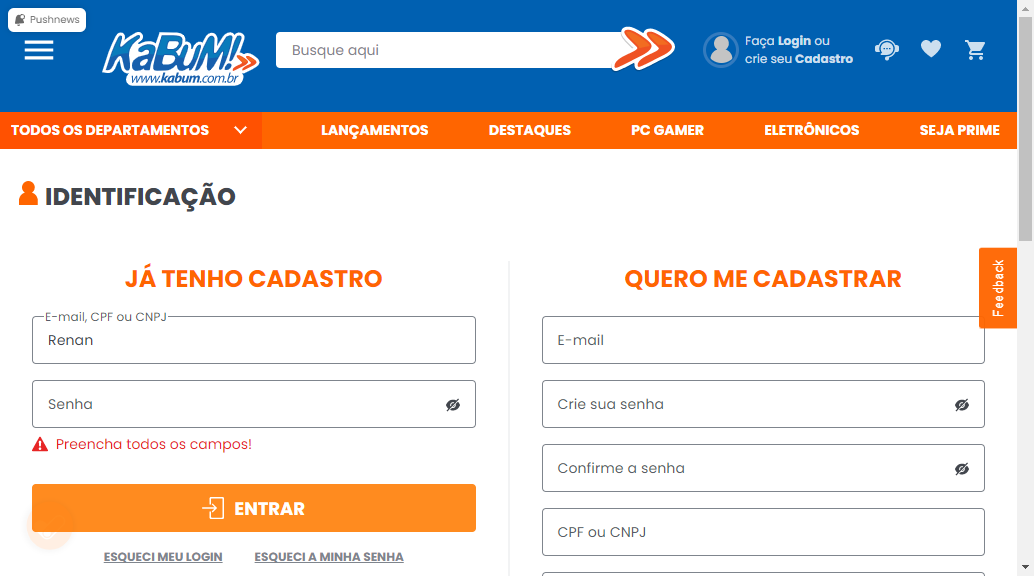 Pushnews
KaBuM!
www.kabum.com.br
Busque aqui
Faça Login ou
crie seu Cadastro
TODOS OS DEPARTAMENTOS
LANÇAMENTOS
DESTAQUES
PC GAMER
ELETRÔNICOS
SEJA PRIME
IDENTIFICAÇÃO
Feedback
JÁ TENHO CADASTRO
E-mail, CPF ou CNPJ
Renan
Senha
Preencha todos os campos!
ENTRAR
ESQUECI MEU LOGIN
ESQUECI A MINHA SENHA
QUERO ME CADASTRAR
E-mail
Crie sua senha
Confirme a senha
CPF ou CNPJ